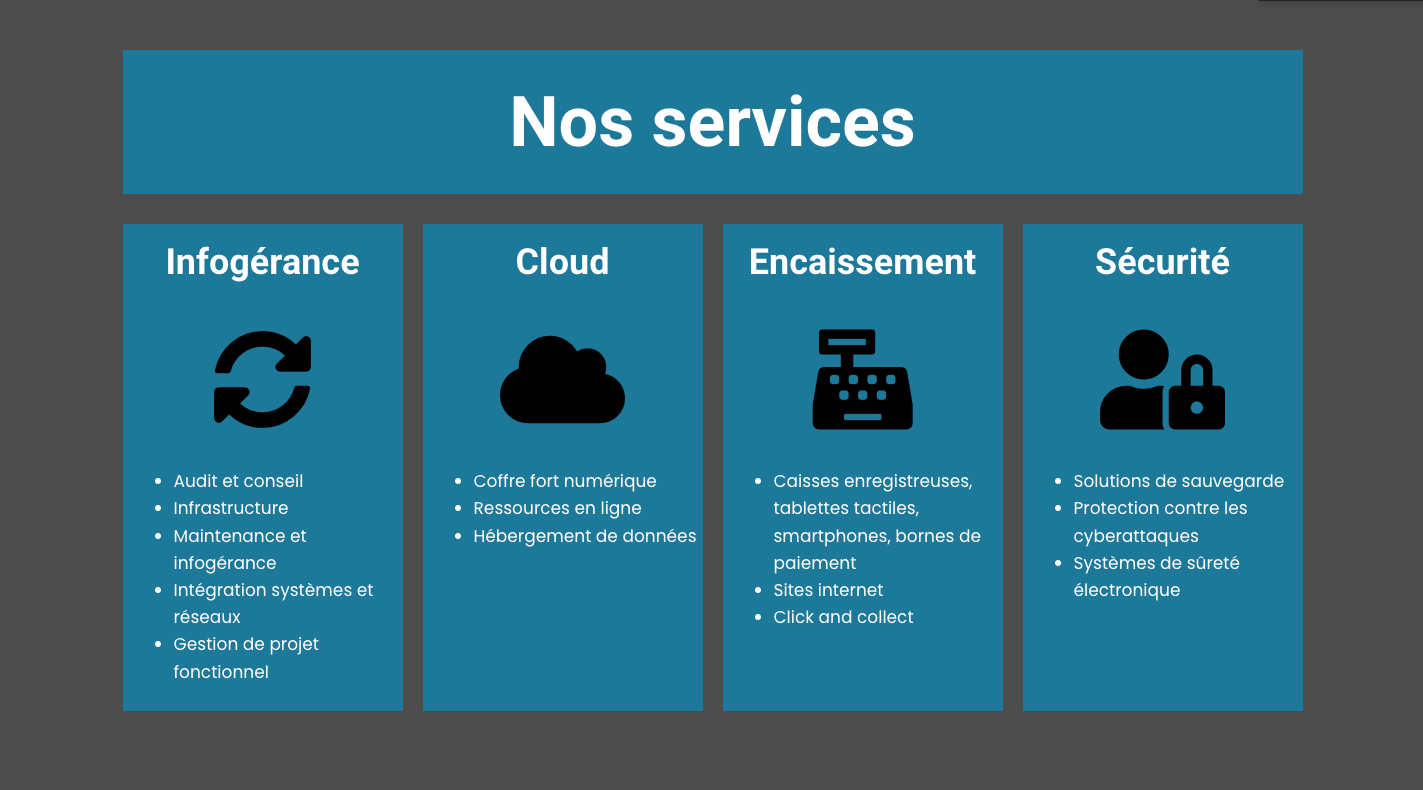 Nos services
Infogérance
Audit et conseil
Infrastructure
Maintenance et
infogérance
Intégration systèmes et
réseaux
Gestion de projet
fonctionnel
Cloud
Coffre fort numérique
Ressources en ligne
Hébergement de données
Encaissement
Caisses enregistreuses,
tablettes tactiles,
smartphones, bornes de
paiement
Sites internet
Click and collect
Sécurité
Solutions de sauvegarde
Protection contre les
cyberattaques
Systèmes de sûreté
électronique